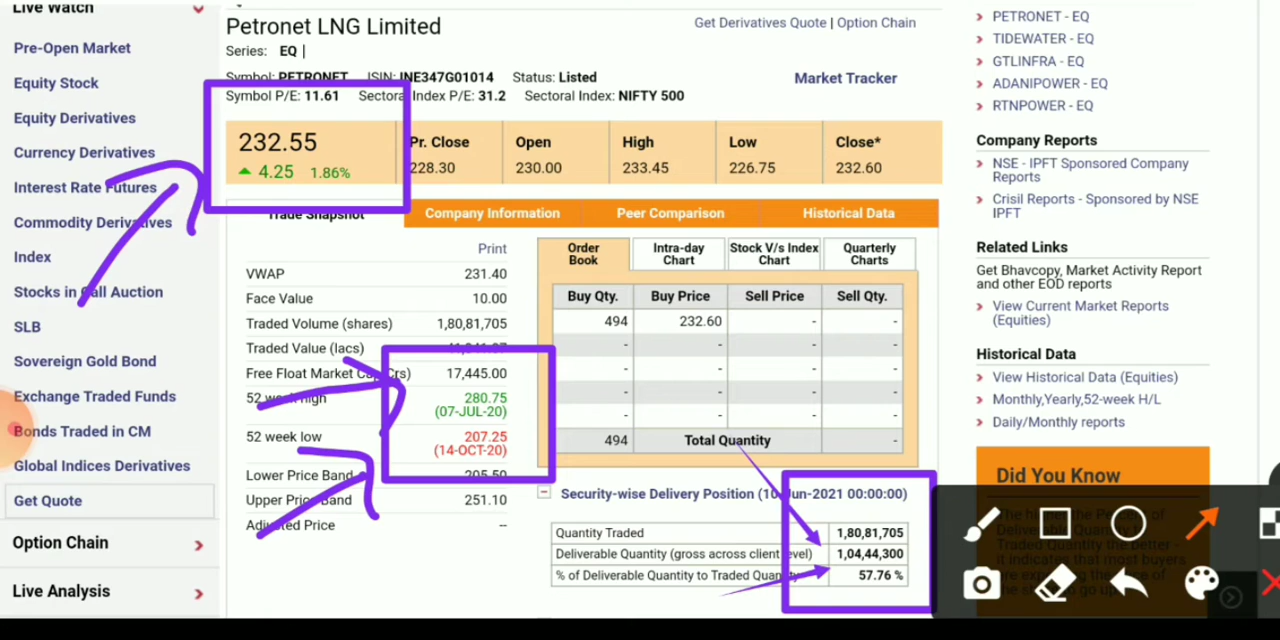 Live Watch
Pre-Open Market
Equity Stock
Equity Derivatives
Currency Derivatives
Interest Rate Futures
Commodity Derivatives
Index
Stocks in Call Auction
SLB
Sovereign Gold Bond
Exchange Traded Funds
Bonds Traded in CM
Global Indices Derivatives
Get Quote
Option Chain
Live Analysis
Petronet LNG Limited
Get Derivatives Quote | Option Chain
Series: EQ |
Symbol: PETRONET ISIN: INE347G01014 Status: Listed
Market Tracker
Symbol P/E: 11.61 Sectoral Index P/E: 31.2 Sectoral Index: NIFTY 500
232.55
4.25 1.86%
Pr. Close Open High Low Close*
228.30 230.00 233.45 226.75 232.60
Trade Snapshot Company Information Peer Comparison Historical Data
Print
VWAP 231.40
Face Value 10.00
Traded Volume (shares) 1,80,81,705
Traded Value (lacs)
Free Float Market Cap(Crs) 17,445.00
52 week high 280.75
(07-JUL-20)
52 week low 207.25
(14-OCT-20)
Lower Price Band 205.50
Upper Price Band 251.10
Adjusted Price --
Order Book
Intra-day Chart
Stock V/s Index Chart
Quarterly Charts
Buy Qty. Buy Price Sell Price Sell Qty.
494 232.60 - -
- - - -
- - - -
- - - -
- - - -
494 Total Quantity -
Security-wise Delivery Position (10-Jun-2021 00:00:00)
Quantity Traded 1,80,81,705
Deliverable Quantity (gross across client level) 1,04,44,300
% of Deliverable Quantity to Traded Quantity 57.76 %
PETRONET - EQ
TIDEWATER - EQ
GTLINFRA - EQ
ADANIPOWER - EQ
RTNPOWER - EQ
Company Reports
NSE - IPFT Sponsored Company
Reports
Crisil Reports - Sponsored by NSE
IPFT
Related Links
Get Bhavcopy, Market Activity Report
and other EOD reports
View Current Market Reports
(Equities)
Historical Data
View Historical Data (Equities)
Monthly,Yearly,52-week H/L
Daily/Monthly reports
Did You Know